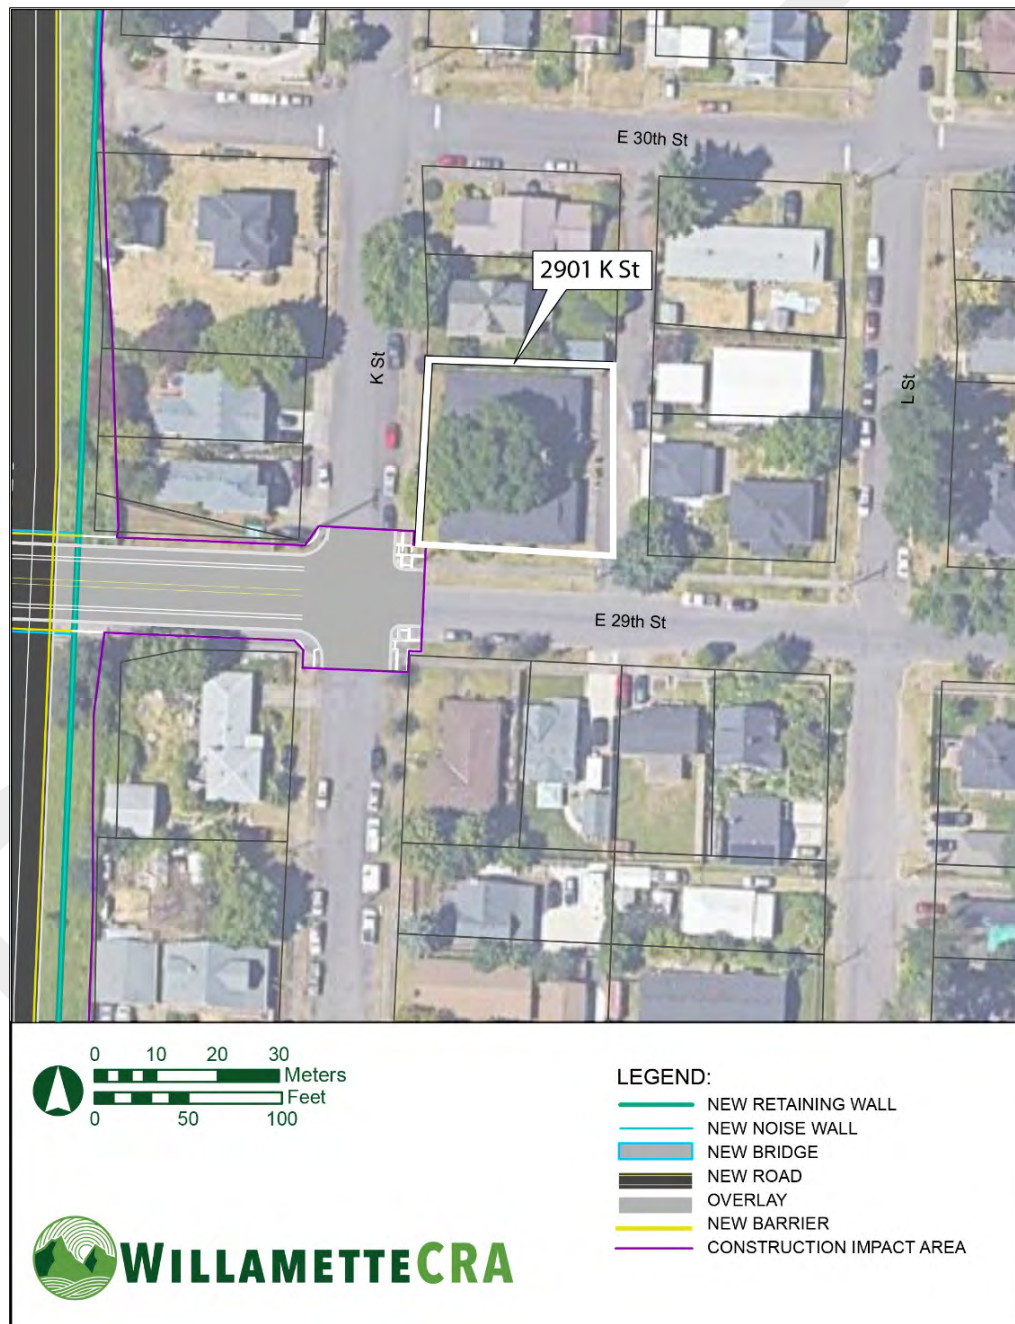 E 30th St
2901 K St
K St
L St
E 29th St
0 10 20 30
Meters
Feet
0 50 100
LEGEND:
NEW RETAINING WALL
NEW NOISE WALL
NEW BRIDGE
NEW ROAD
OVERLAY
NEW BARRIER
CONSTRUCTION IMPACT AREA
WILLAMETTECRA